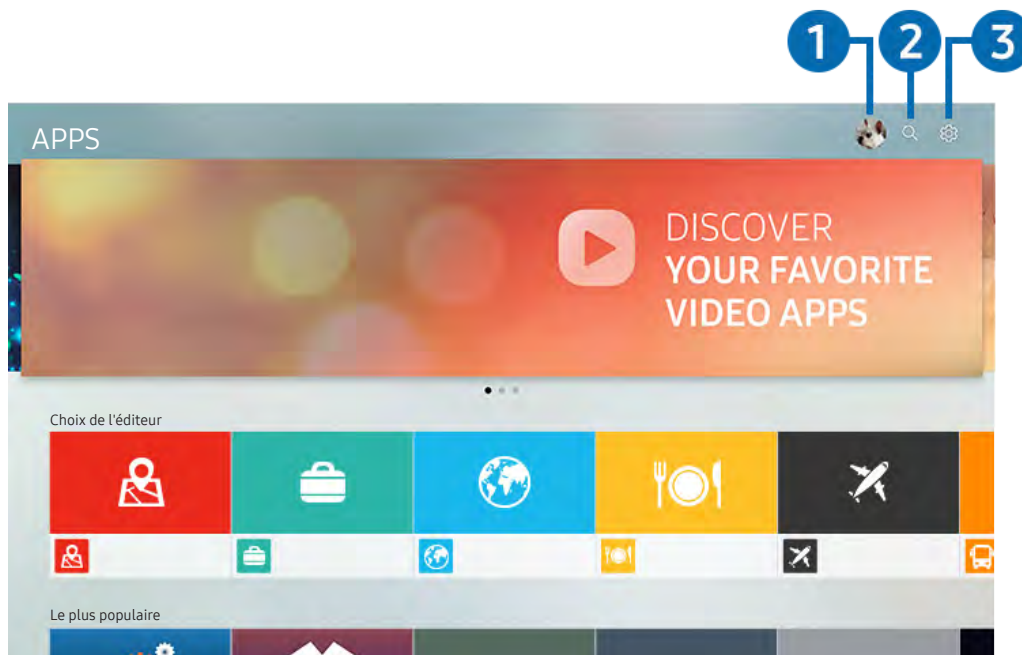 1 2 3
APPS
DISCOVER
YOUR FAVORITE
VIDEO APPS
Choix de l'éditeur
Le plus populaire